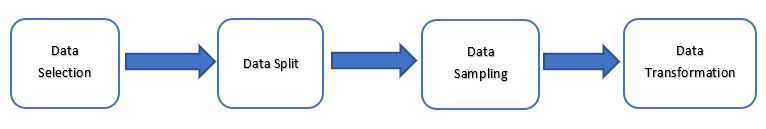 Data
Selection
Data Split
Data
Sampling
Data
Transformation